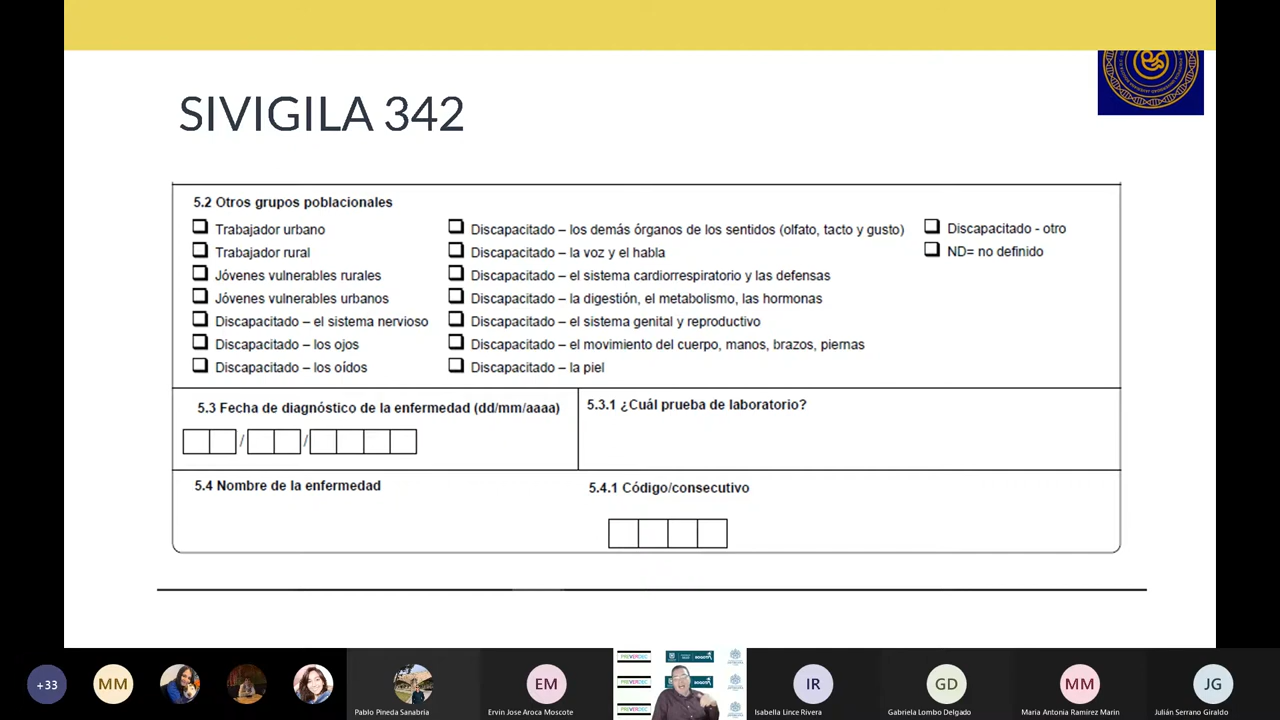 SIVIGILA 342
5.2 Otros grupos poblacionales
Trabajador urbano
Trabajador rural
Jóvenes vulnerables rurales
Jóvenes vulnerables urbanos
Discapacitado – el sistema nervioso
Discapacitado – los ojos
Discapacitado – los oídos
Discapacitado – los demás órganos de los sentidos (olfato, tacto y gusto)
Discapacitado – la voz y el habla
Discapacitado – el sistema cardiorrespiratorio y las defensas
Discapacitado – la digestión, el metabolismo, las hormonas
Discapacitado – el sistema genital y reproductivo
Discapacitado – el movimiento del cuerpo, manos, brazos, piernas
Discapacitado – la piel
Discapacitado - otro
ND= no definido
5.3 Fecha de diagnóstico de la enfermedad (dd/mm/aaaa)
/ /
5.3.1 ¿Cuál prueba de laboratorio?
5.4 Nombre de la enfermedad
5.4.1 Código/consecutivo
+33
MM
Pablo Pineda Sanabria
EM
Ervin Jose Aroca Moscote
IR
Isabella Lince Rivera
GD
Gabriela Lombo Delgado
MM
Maria Antonia Ramirez Marin
JG
Julián Serrano Giraldo